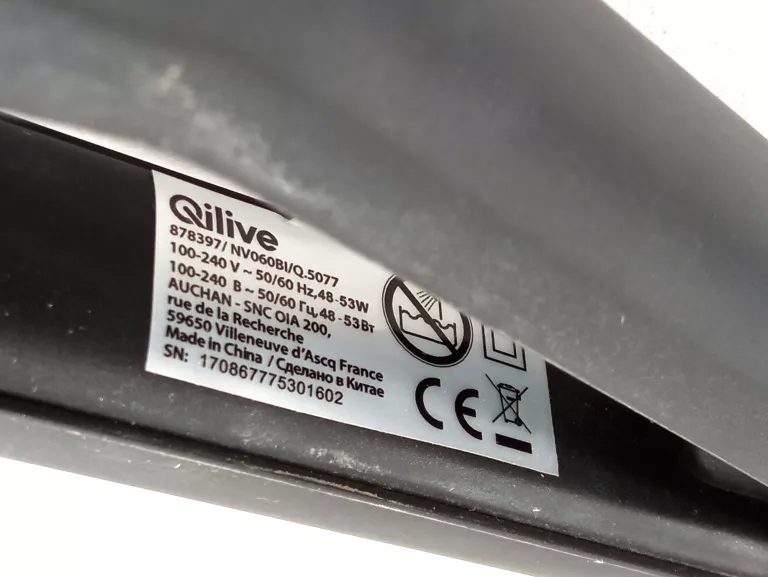 Qilive
878397/ NV060BI/Q.5077
100-240 V ~ 50/60 Hz,48-53W
100-240 В ~ 50/60 Гц,48-53Вт
AUCHAN - SNC OIA 200,
rue de la Recherche
59650 Villeneuve d'Ascq France
Made in China / Сделано в Китае
SN: 170867775301602
CE